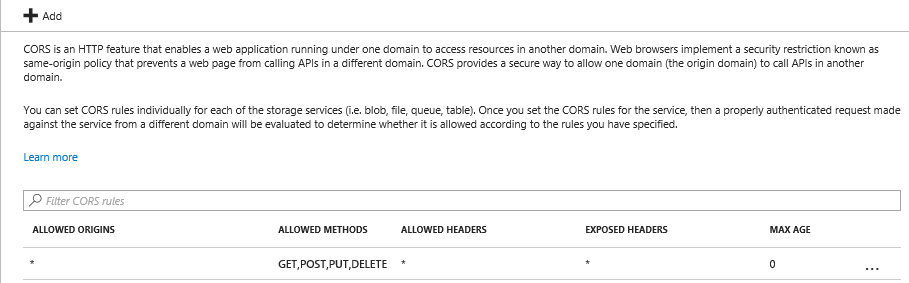 Add
CORS is an HTTP feature that enables a web application running under one domain to access resources in another domain. Web browsers implement a security restriction known as
same-origin policy that prevents a web page from calling APIs in a different domain. CORS provides a secure way to allow one domain (the origin domain) to call APIs in another
domain.
You can set CORS rules individually for each of the storage services (i.e. blob, file, queue, table). Once you set the CORS rules for the service, then a properly authenticated request made
against the service from a different domain will be evaluated to determine whether it is allowed according to the rules you have specified.
Learn more
Filter CORS rules
ALLOWED ORIGINS ALLOWED METHODS ALLOWED HEADERS EXPOSED HEADERS MAX AGE
* GET,POST,PUT,DELETE * * 0 ...